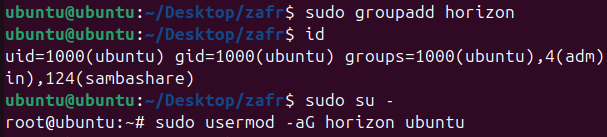 ubuntu@ubuntu:~/Desktop/zafr$ sudo groupadd horizon
ubuntu@ubuntu:~/Desktop/zafr$ id
uid=1000(ubuntu) gid=1000(ubuntu) groups=1000(ubuntu),4(adm)
in),124(sambashare)
ubuntu@ubuntu:~/Desktop/zafr$ sudo su -
root@ubuntu:~# sudo usermod -aG horizon ubuntu